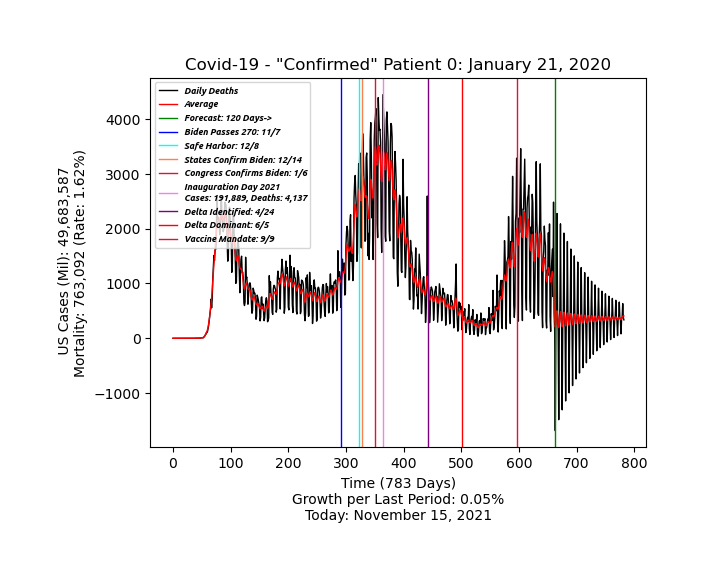 Covid-19 - "Confirmed" Patient 0: January 21, 2020
US Cases (Mil): 49,683,587
Mortality: 763,092 (Rate: 1.62%)
4000
3000
2000
1000
0
−1000
Daily Deaths
Average
Forecast: 120 Days->
Biden Passes 270: 11/7
Safe Harbor: 12/8
States Confirm Biden: 12/14
Congress Confirms Biden: 1/6
Inauguration Day 2021
Cases: 191,889, Deaths: 4,137
Delta Identified: 4/24
Delta Dominant: 6/5
Vaccine Mandate: 9/9
0 100 200 300 400 500 600 700 800
Time (783 Days)
Growth per Last Period: 0.05%
Today: November 15, 2021